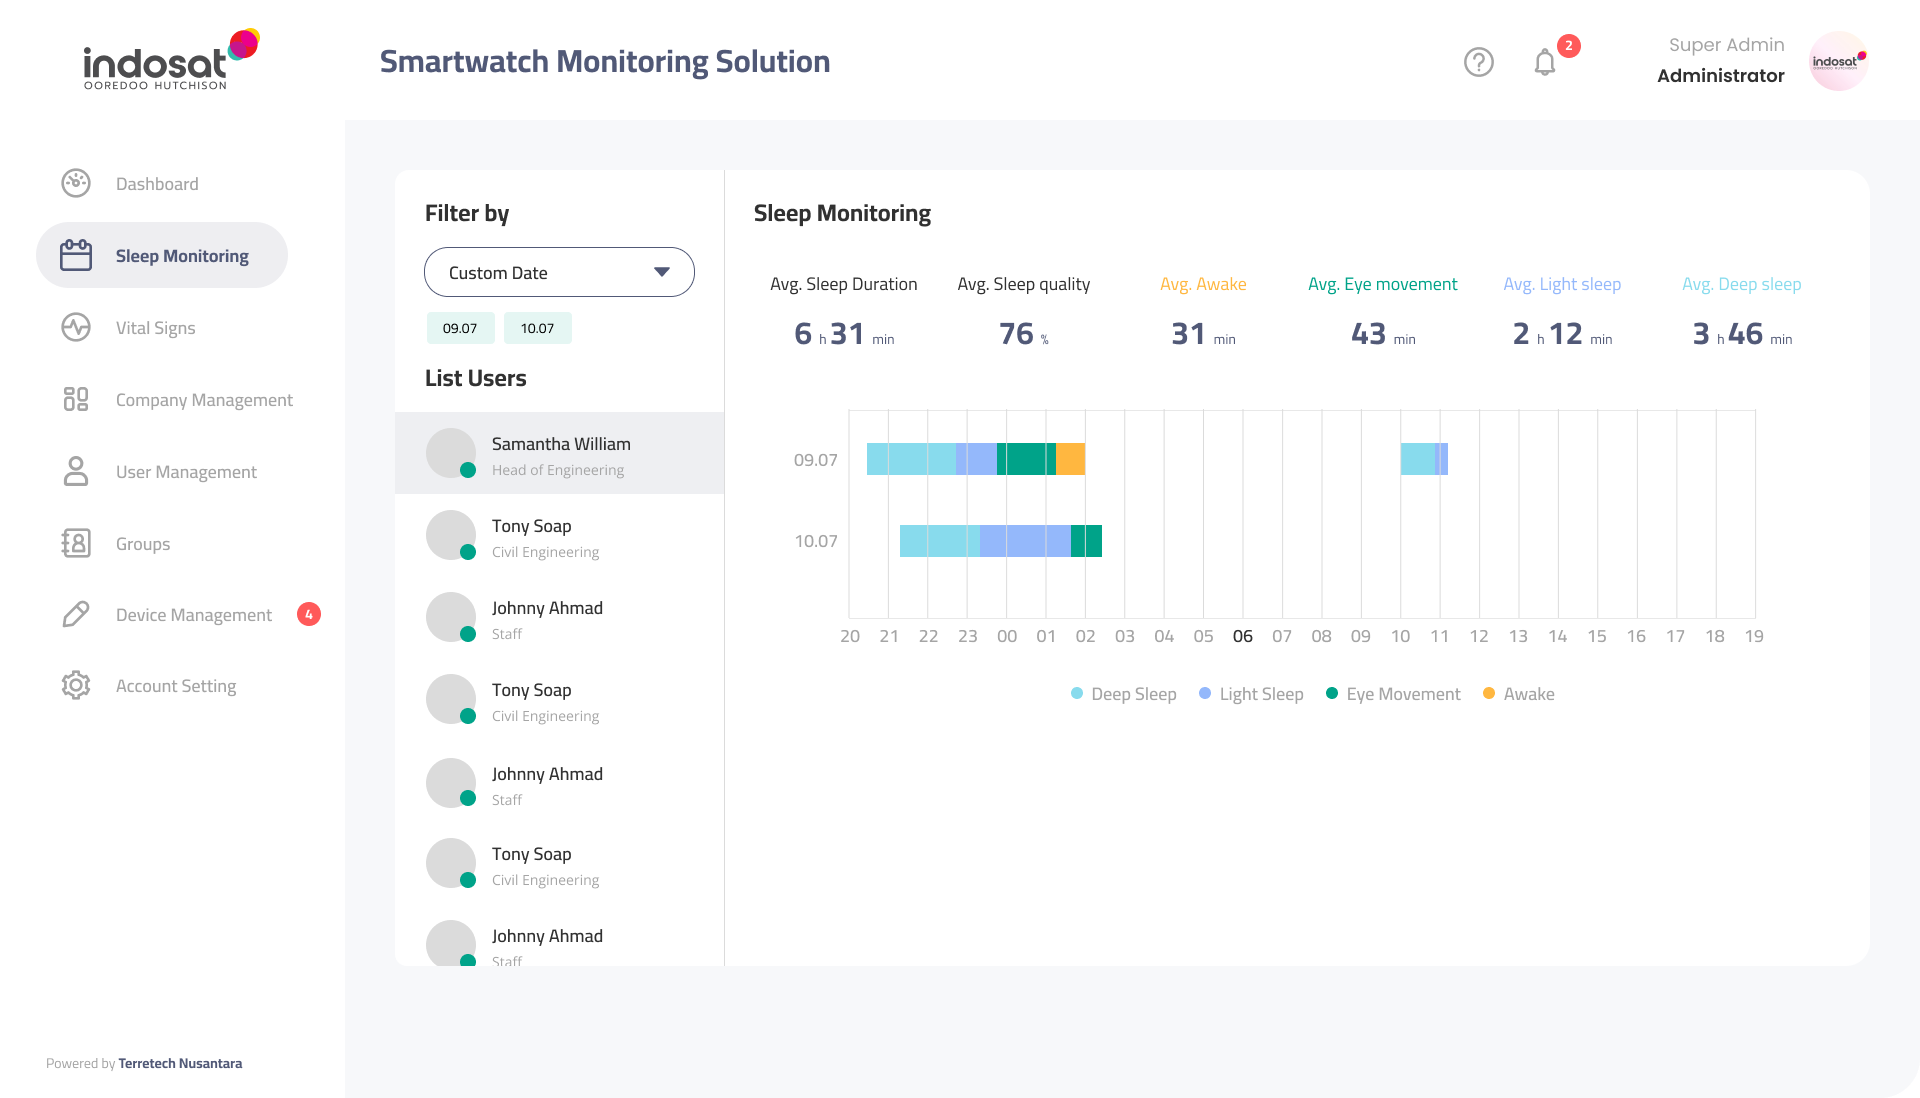 indosat
OOREDOO HUTCHISON
Smartwatch Monitoring Solution
2
Super Admin
Administrator
indosat
OOREDOO HUTCHISON
Dashboard
Sleep Monitoring
Vital Signs
Company Management
User Management
Groups
Device Management 4
Account Setting
Powered by Terretech Nusantara
Filter by
Custom Date
09.07 10.07
List Users
Samantha William
Head of Engineering
Tony Soap
Civil Engineering
Johnny Ahmad
Staff
Tony Soap
Civil Engineering
Johnny Ahmad
Staff
Tony Soap
Civil Engineering
Johnny Ahmad
Staff
Sleep Monitoring
Avg. Sleep Duration
6 h 31 min
Avg. Sleep quality
76 %
Avg. Awake
31 min
Avg. Eye movement
43 min
Avg. Light sleep
2 h 12 min
Avg. Deep sleep
3 h 46 min
09.07
10.07
20 21 22 23 00 01 02 03 04 05 06 07 08 09 10 11 12 13 14 15 16 17 18 19
Deep Sleep Light Sleep Eye Movement Awake